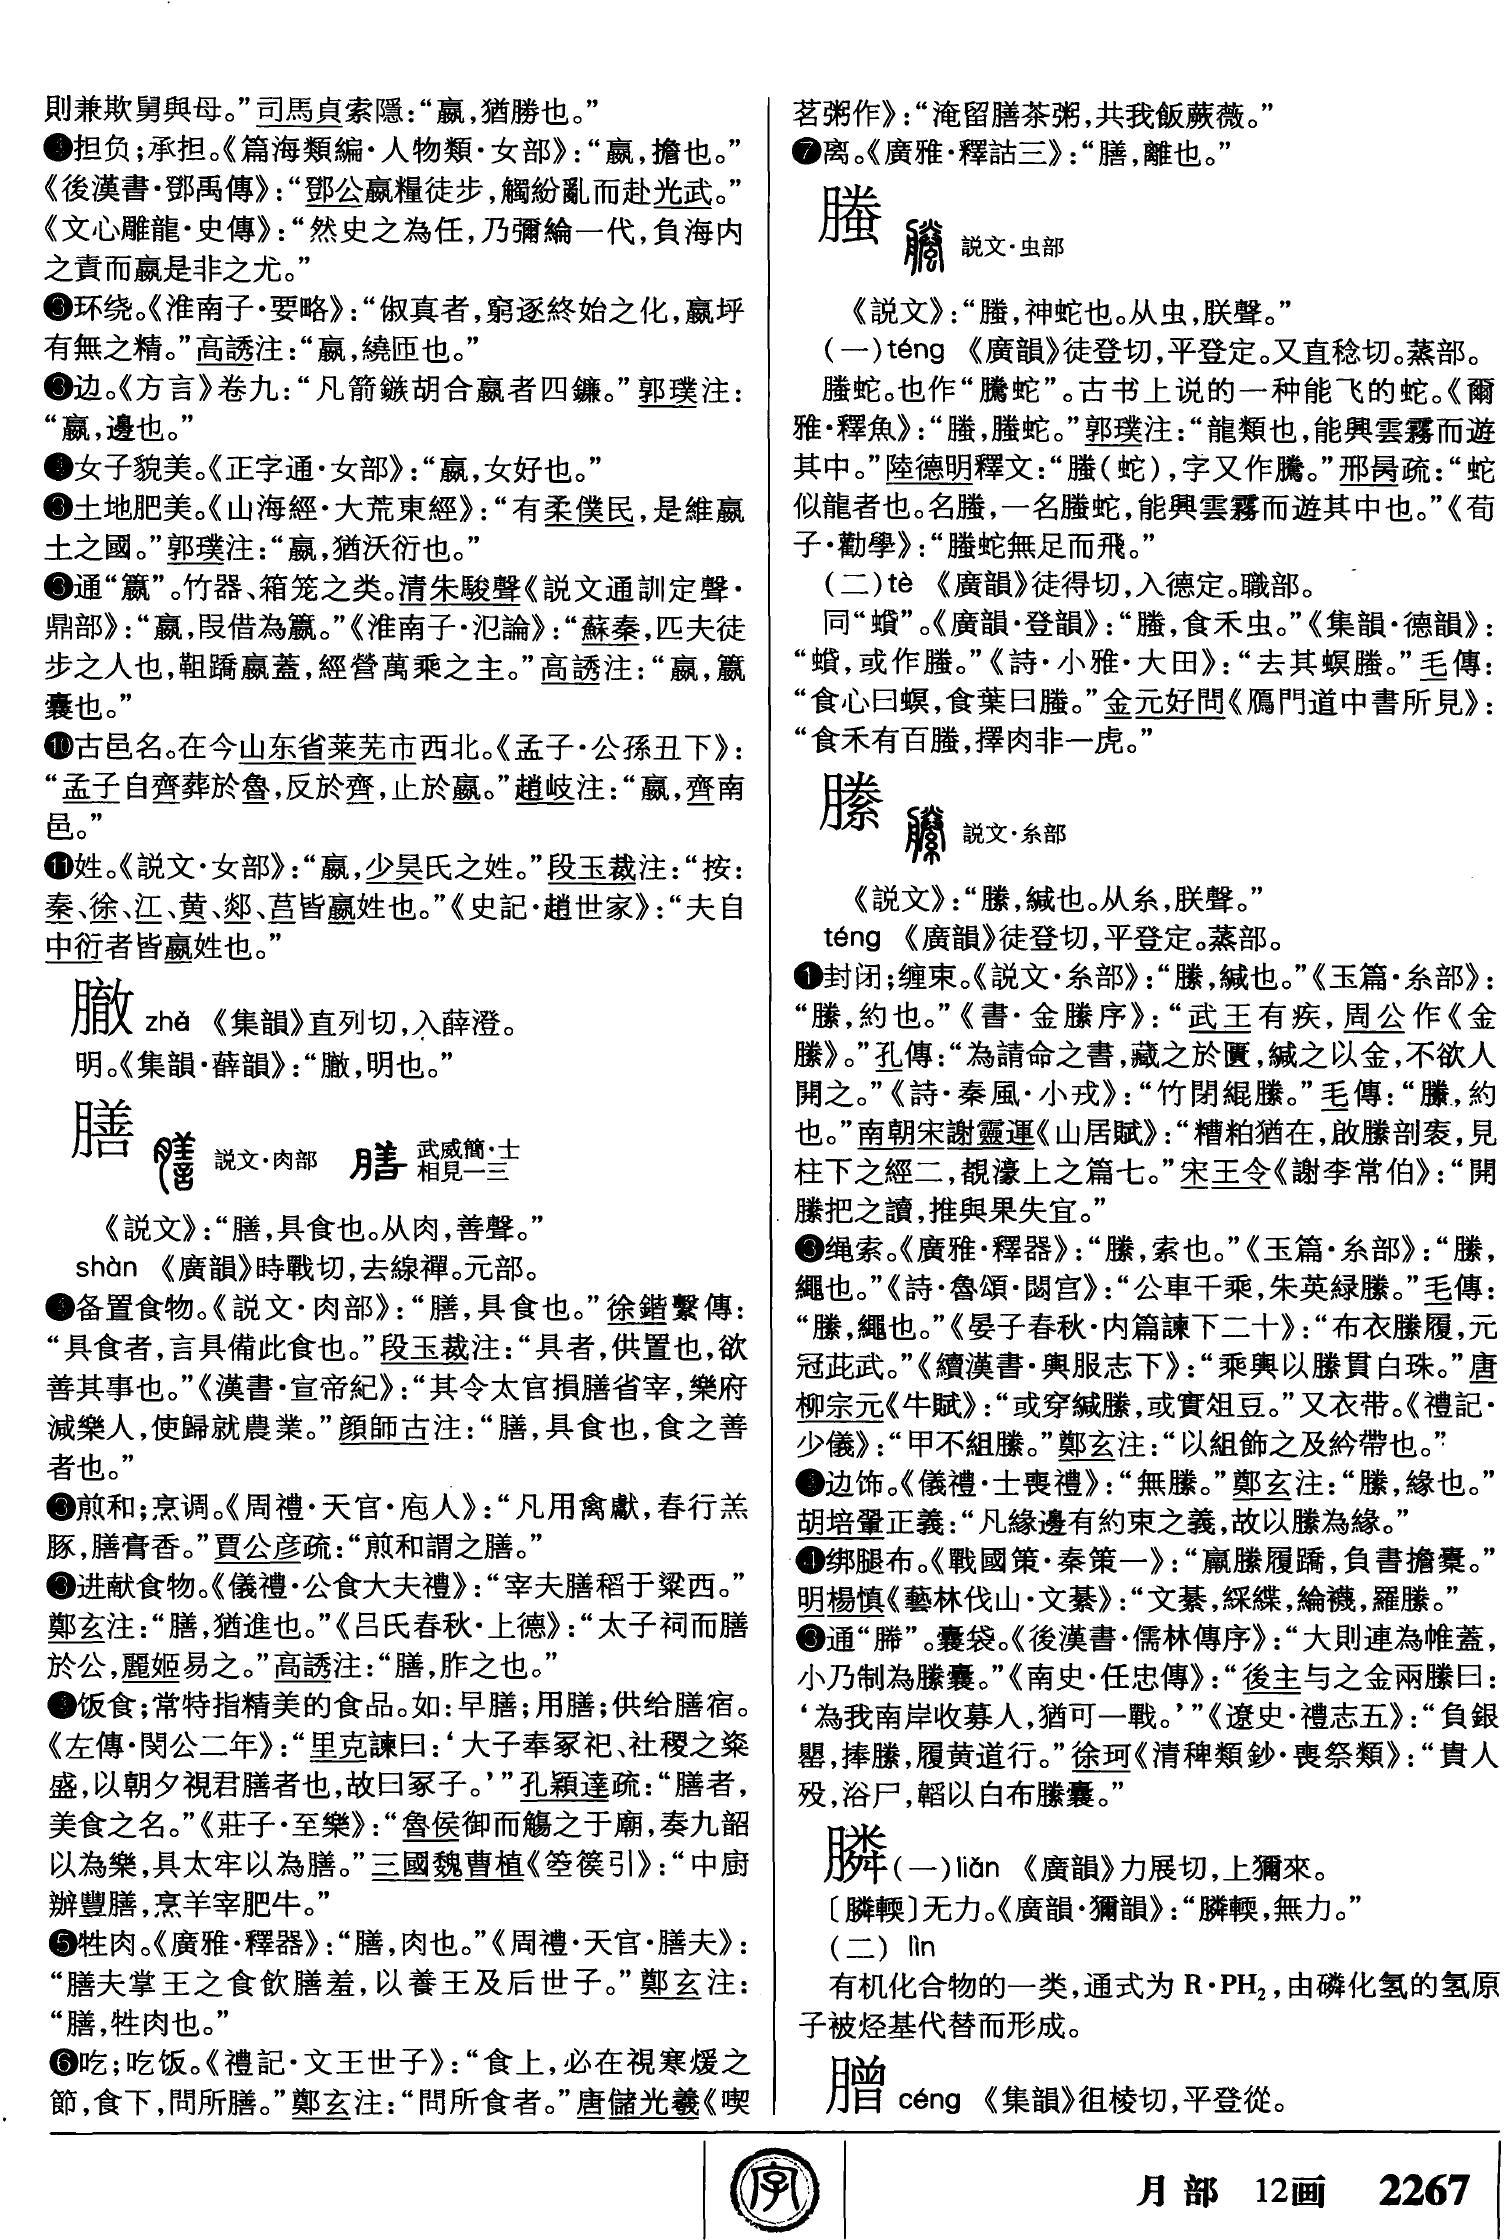 則兼欺舅與母。”司馬貞索隱：“嬴，猶勝也。”
担负；承担。《篇海類編·人物類·女部》：“嬴，擔也。”
《後漢書·鄧禹傳》：“鄧公嬴糧徒步，觸紛亂而赴光武。”
《文心雕龍·史傳》：“然史之為任，乃彌綸一代，負海内
之責而嬴是非之尤。”
❸环绕。《淮南子·要略》：“俶真者，窮逐終始之化，嬴垀
有無之精。”高誘注：“嬴，繞匝也。”
❸边。《方言》卷九：“凡箭鏃胡合嬴者四鐮。”郭璞注：
“嬴，邊也。”
女子貌美。《正字通·女部》：“嬴，女好也。”
❸土地肥美。《山海經·大荒東經》：“有柔僕民，是維嬴
土之國。”郭璞注：“嬴，猶沃衍也。”
❸通“籯”。竹器、箱笼之类。清朱駿聲《説文通訓定聲·
鼎部》：“嬴，叚借為籯。”《淮南子·氾論》：“蘇秦，匹夫徒
步之人也，靻蹻嬴蓋，經營萬乘之主。”高誘注：“嬴，籯
囊也。”
❿古邑名。在今山东省莱芜市西北。《孟子·公孫丑下》：
“孟子自齊葬於魯，反於齊，止於嬴。”趙岐注：“嬴，齊南
邑。”
⓫姓。《説文·女部》：“嬴，少昊氏之姓。”段玉裁注：“按：
秦、徐、江、黄、郯、莒皆嬴姓也。”《史記·趙世家》：“夫自
中衍者皆嬴姓也。”
䏿 zhé 《集韻》直列切，入薛澄。
明。《集韻·薛韻》：“，明也。”
膳 説文·肉部 膳 武威簡·士
相見一三
《説文》：“膳，具食也。从肉，善聲。”
shàn 《廣韻》時戰切，去線禪。元部。
备置食物。《説文·肉部》：“膳，具食也。”徐鍇繫傳：
“具食者，言具備此食也。”段玉裁注：“具者，供置也，欲
善其事也。”《漢書·宣帝紀》：“其令太官損膳省宰，樂府
減樂人，使歸就農業。”顔師古注：“膳，具食也，食之善
者也。”
❸煎和；烹调。《周禮·天官·庖人》：“凡用禽獻，春行羔
豚，膳膏香。”賈公彦疏：“煎和謂之膳。”
❸进献食物。《儀禮·公食大夫禮》：“宰夫膳稻于粱西。”
鄭玄注：“膳，猶進也。”《吕氏春秋·上德》：“太子祠而膳
於公，麗姬易之。”高誘注：“膳，胙之也。”
饭食；常特指精美的食品。如：早膳；用膳；供给膳宿。
《左傳·閔公二年》：“里克諫曰：‘大子奉冢祀、社稷之粢
盛，以朝夕視君膳者也，故曰冢子。’”孔穎達疏：“膳者，
美食之名。”《莊子·至樂》：“魯侯御而觴之于廟，奏九韶
以為樂，具太牢以為膳。”三國魏曹植《箜篌引》：“中廚
辦豐膳，烹羊宰肥牛。”
❺牲肉。《廣雅·釋器》：“膳，肉也。”《周禮·天官·膳夫》：
“膳夫掌王之食飲膳羞，以養王及后世子。”鄭玄注：
“膳，牲肉也。”
❻吃；吃饭。《禮記·文王世子》：“食上，必在視寒煖之
節，食下，問所膳。”鄭玄注：“問所食者。”唐儲光羲《喫
茗粥作》：“淹留膳茶粥，共我飯蕨薇。”
❼离。《廣雅·釋詁三》：“膳，離也。”
螣 説文·虫部
《説文》：“螣，神蛇也。从虫，朕聲。”
（一）téng 《廣韻》徒登切，平登定。又直稔切。蒸部。
螣蛇。也作“騰蛇”。古书上说的一种能飞的蛇。《爾
雅·釋魚》：“螣，螣蛇。”郭璞注：“龍類也，能興雲霧而遊
其中。”陸德明釋文：“螣（蛇），字又作騰。”邢昺疏：“蛇
似龍者也。名螣，一名螣蛇，能興雲霧而遊其中也。”《荀
子·勸學》：“螣蛇無足而飛。”
（二）tè 《廣韻》徒得切，入德定。職部。
同“蟘”。《廣韻·登韻》：“螣，食禾虫。”《集韻·德韻》：
“蟘，或作螣。”《詩·小雅·大田》：“去其螟螣。”毛傳：
“食心曰螟，食葉曰螣。”金元好問《鴈門道中書所見》：
“食禾有百螣，擇肉非一虎。”
縢 説文·糸部
《説文》：“縢，緘也。从糸，朕聲。”
téng 《廣韻》徒登切，平登定。蒸部。
❶封闭；缠束。《説文·糸部》：“縢，緘也。”《玉篇·糸部》：
“縢，約也。”《書·金縢序》：“武王有疾，周公作《金
縢》。”孔傳：“為請命之書，藏之於匱，緘之以金，不欲人
開之。”《詩·秦風·小戎》：“竹閉緄縢。”毛傳：“縢，約
也。”南朝宋謝靈運《山居賦》：“糟粕猶在，啟縢剖袠，見
柱下之經二，覩濠上之篇七。”宋王令《謝李常伯》：“開
縢把之讀，推與果失宜。”
❸绳索。《廣雅·釋器》：“縢，索也。”《玉篇·糸部》：“縢，
繩也。”《詩·魯頌·閟宫》：“公車千乘，朱英緑縢。”毛傳：
“縢，繩也。”《晏子春秋·内篇諫下二十》：“布衣縢履，元
冠茈武。”《續漢書·輿服志下》：“乘輿以縢貫白珠。”唐
柳宗元《牛賦》：“或穿緘縢，或實俎豆。”又衣带。《禮記·
少儀》：“甲不組縢。”鄭玄注：“以組飾之及紟帶也。”
边饰。《儀禮·士喪禮》：“無縢。”鄭玄注：“縢，緣也。”
胡培翬正義：“凡緣邊有約束之義，故以縢為緣。”
❹绑腿布。《戰國策·秦策一》：“羸縢履蹻，負書擔橐。”
明楊慎《藝林伐山·文綦》：“文綦，綵緤，綸襪，羅縢。”
❸通“幐”。囊袋。《後漢書·儒林傳序》：“大則連為帷蓋，
小乃制為縢囊。”《南史·任忠傳》：“後主与之金兩縢曰：
‘為我南岸收募人，猶可一戰。’”《遼史·禮志五》：“負銀
罌，捧縢，履黄道行。”徐珂《清稗類鈔·喪祭類》：“貴人
殁，浴尸，韜以白布縢囊。”
膦（一）liǎn 《廣韻》力展切，上獮來。
〔膦䡵〕无力。《廣韻·獮韻》：“膦䡵，無力。”
（二） lìn
有机化合物的一类，通式为 R·PH₂，由磷化氢的氢原
子被烃基代替而形成。
膡 céng 《集韻》徂棱切，平登從。
字
月部 12画 2267